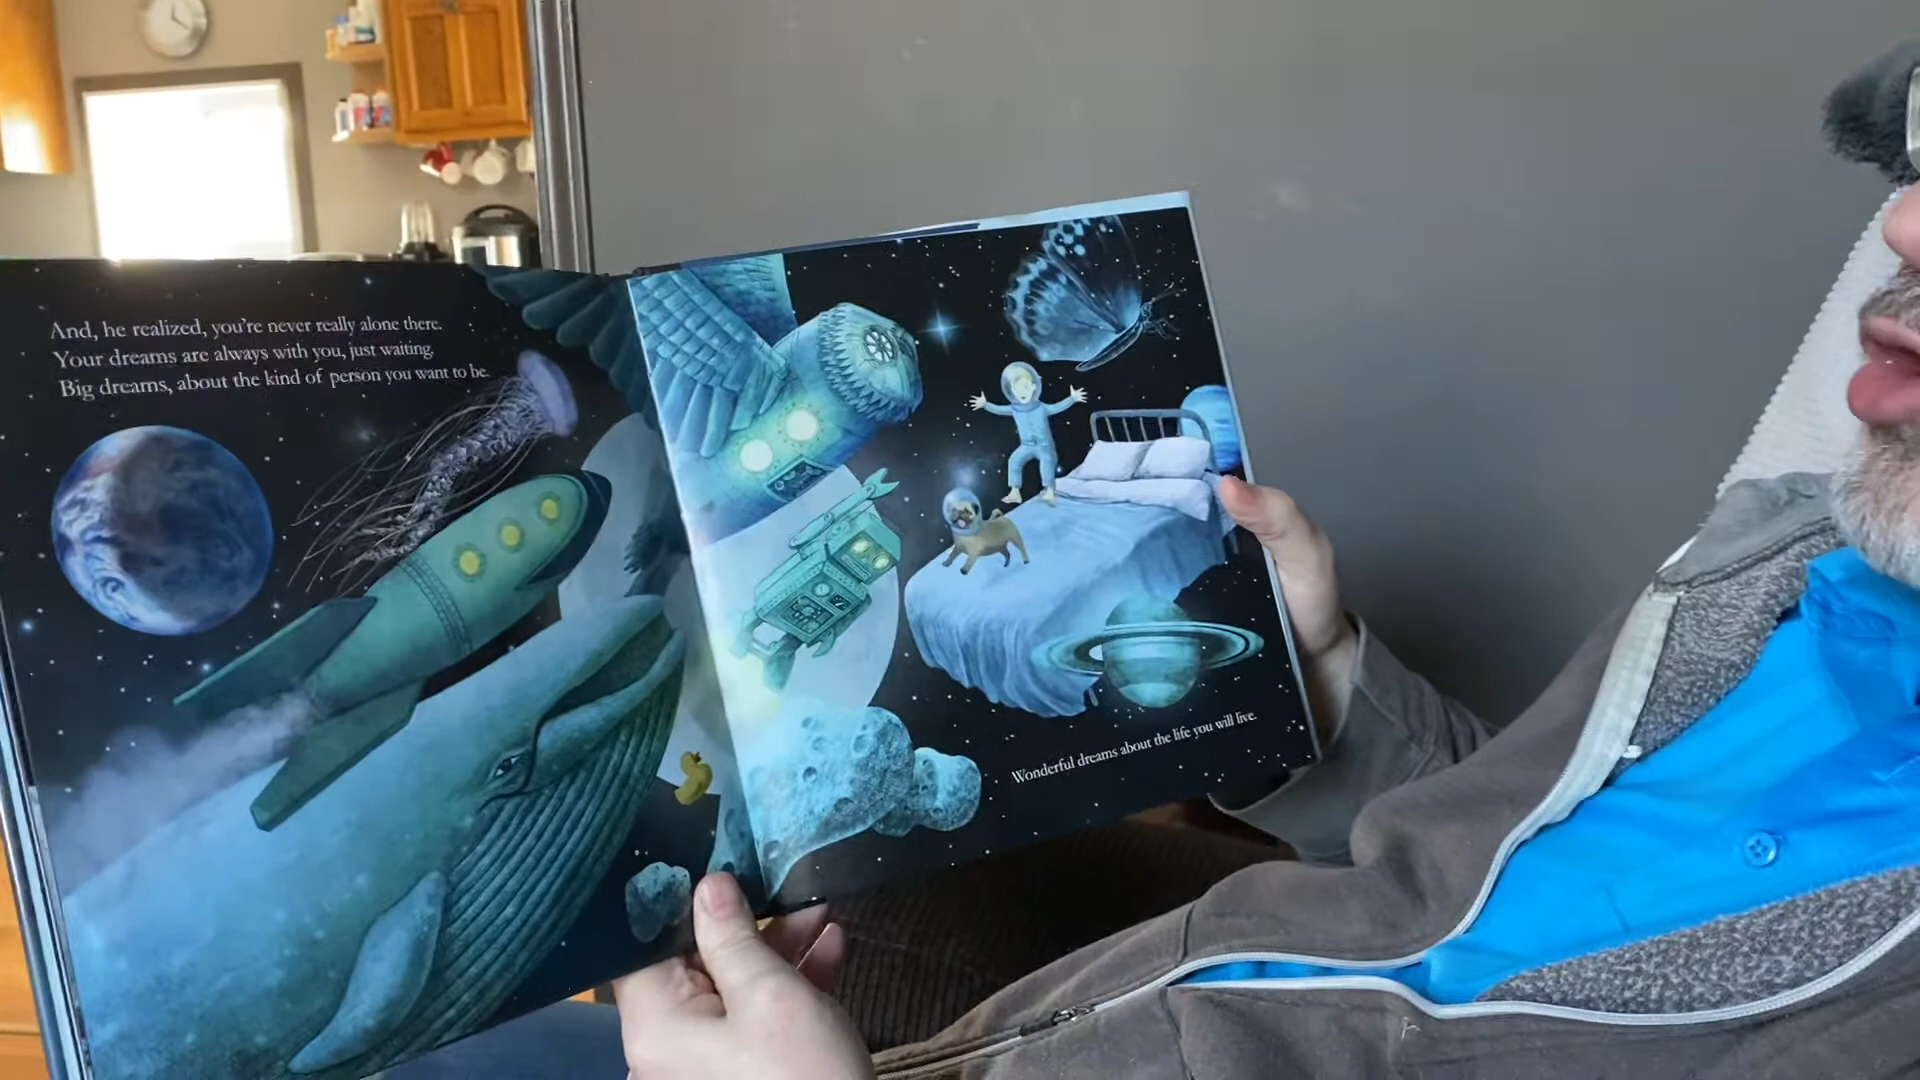 And, he realized, you're never really alone there.
Your dreams are always with you, just waiting.
Big dreams, about the kind of person you want to be.
Wonderful dreams about the life you will live.